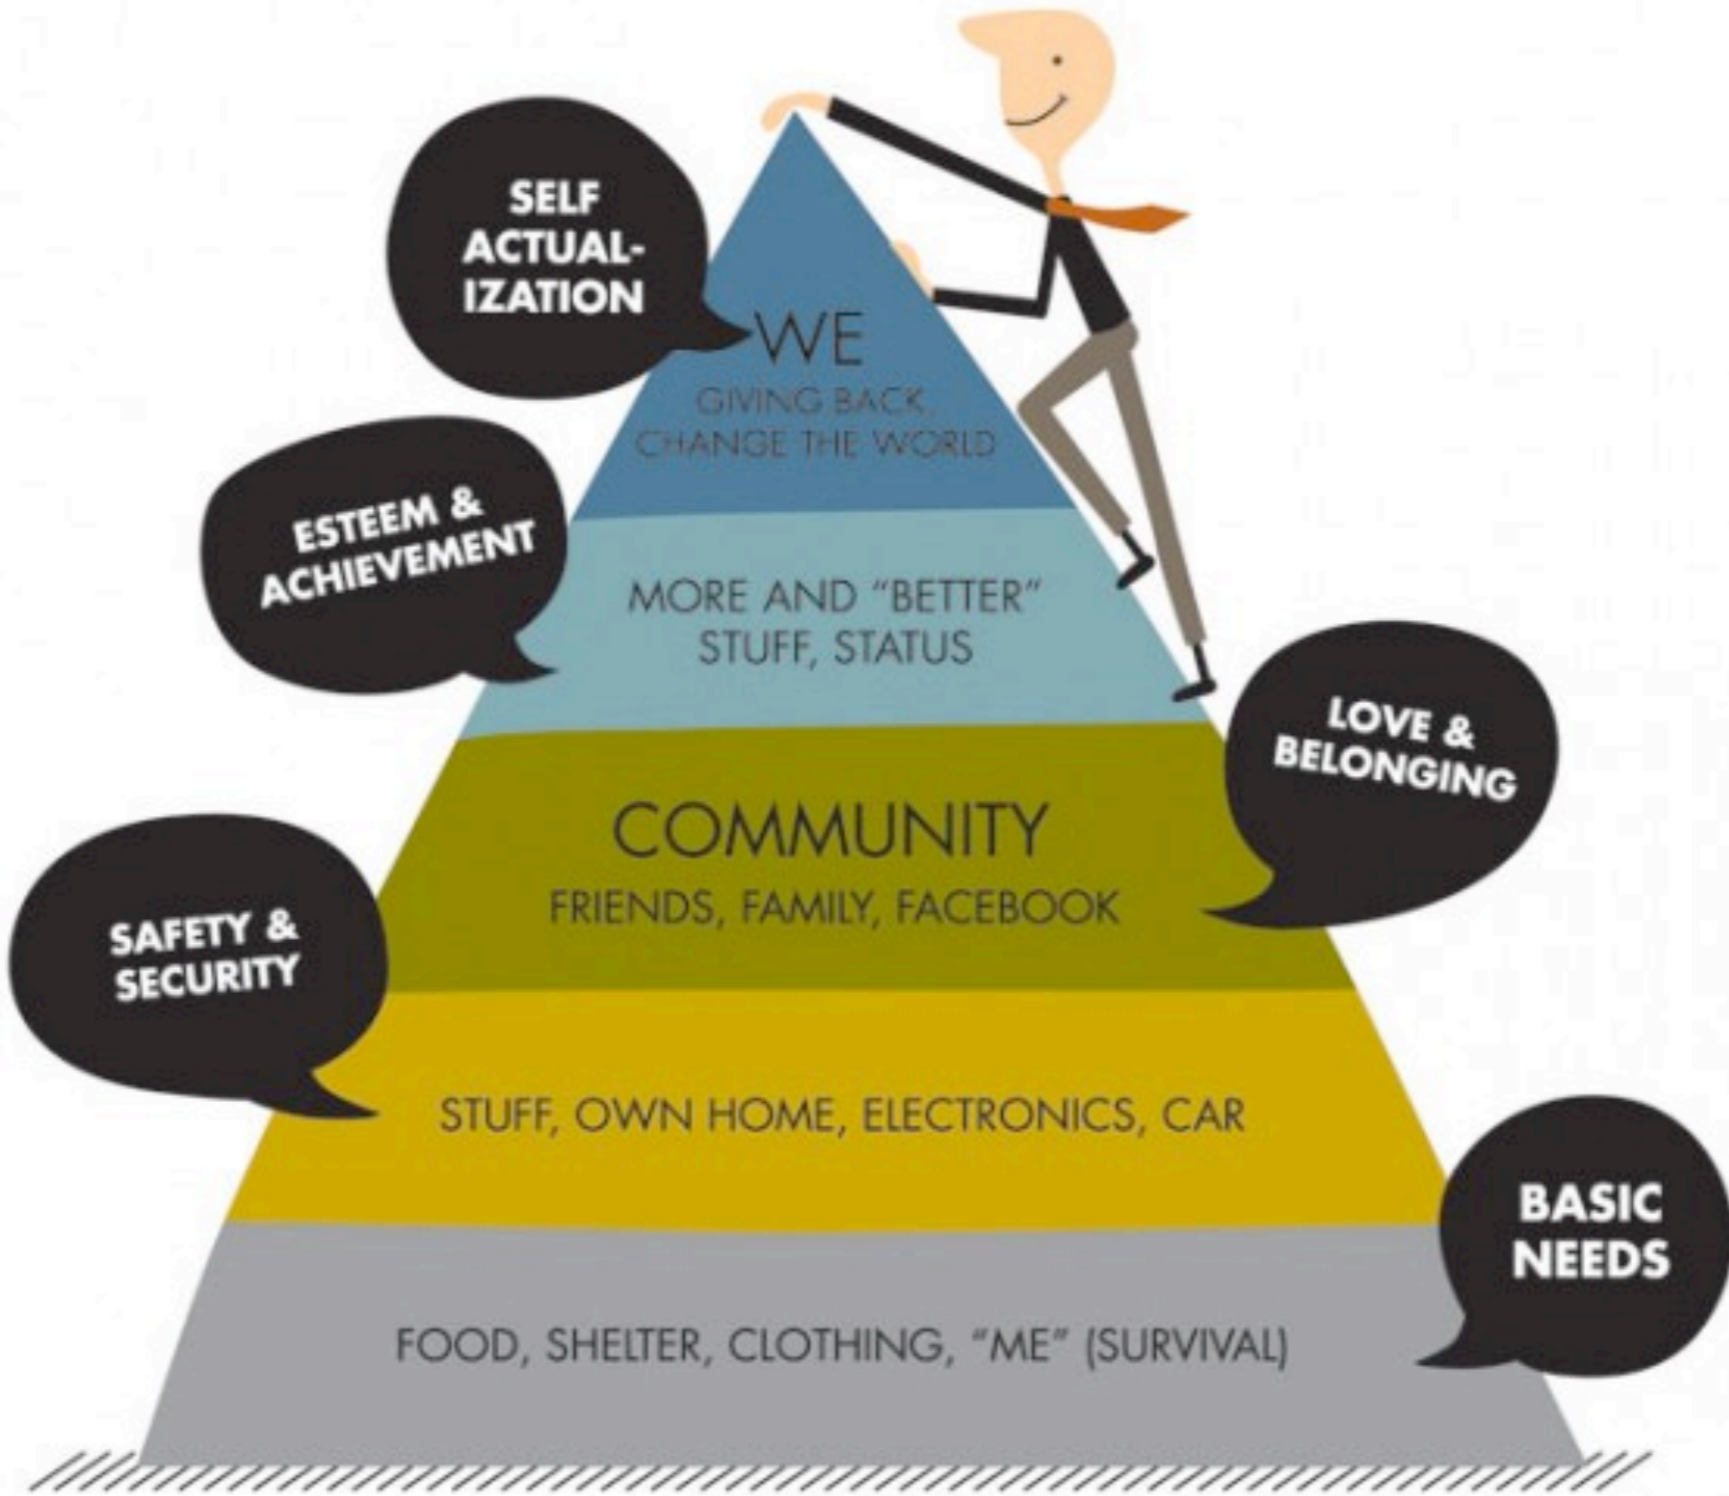 SELF
ACTUAL-
IZATION
WE
GIVING BACK,
CHANGE THE WORLD
ESTEEM &
ACHIEVEMENT
MORE AND “BETTER”
STUFF, STATUS
LOVE &
BELONGING
COMMUNITY
FRIENDS, FAMILY, FACEBOOK
SAFETY &
SECURITY
STUFF, OWN HOME, ELECTRONICS, CAR
BASIC
NEEDS
FOOD, SHELTER, CLOTHING, “ME” (SURVIVAL)